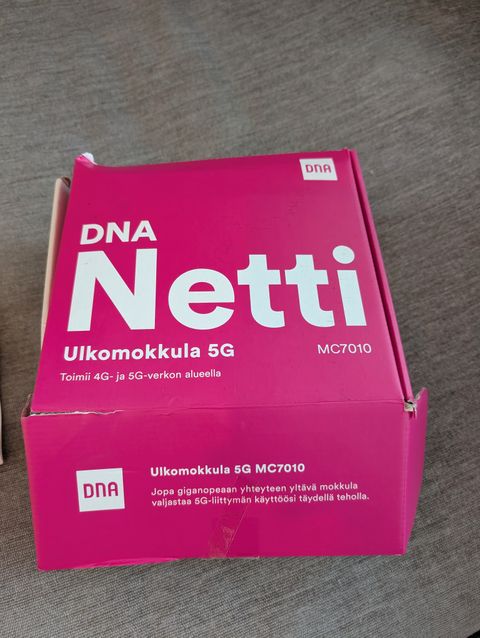 DNA
DNA
Netti
Ulkomokkula 5G
MC7010
Toimii 4G- ja 5G-verkon alueella
DNA
Ulkomokkula 5G MC7010
Jopa giganopeaan yhteyteen yltävä mokkula
valjastaa 5G-liittymän käyttöösi täydellä teholla.